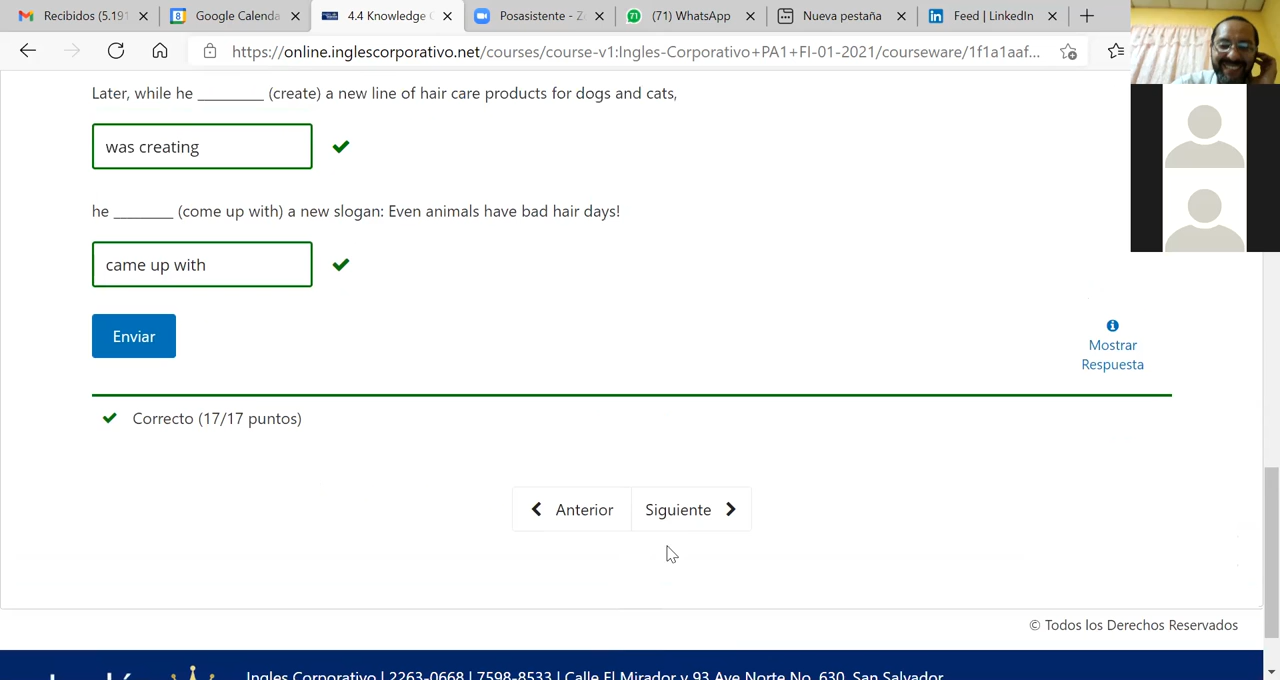 Recibidos (5.191
Google Calenda
4.4 Knowledge C
Posasistente - Z
(71) WhatsApp
Nueva pestaña
Feed | LinkedIn
https://online.inglescorporativo.net/courses/course-v1:Ingles-Corporativo+PA1+FI-01-2021/courseware/1f1a1aaf...
Later, while he ________ (create) a new line of hair care products for dogs and cats,
was creating
he _______ (come up with) a new slogan: Even animals have bad hair days!
came up with
Enviar
Mostrar
Respuesta
Correcto (17/17 puntos)
Anterior
Siguiente
© Todos los Derechos Reservados
Ingles Corporativo | 2263-0668 | 7598-8533 | Calle El Mirador y 93 Ave Norte No. 630, San Salvador